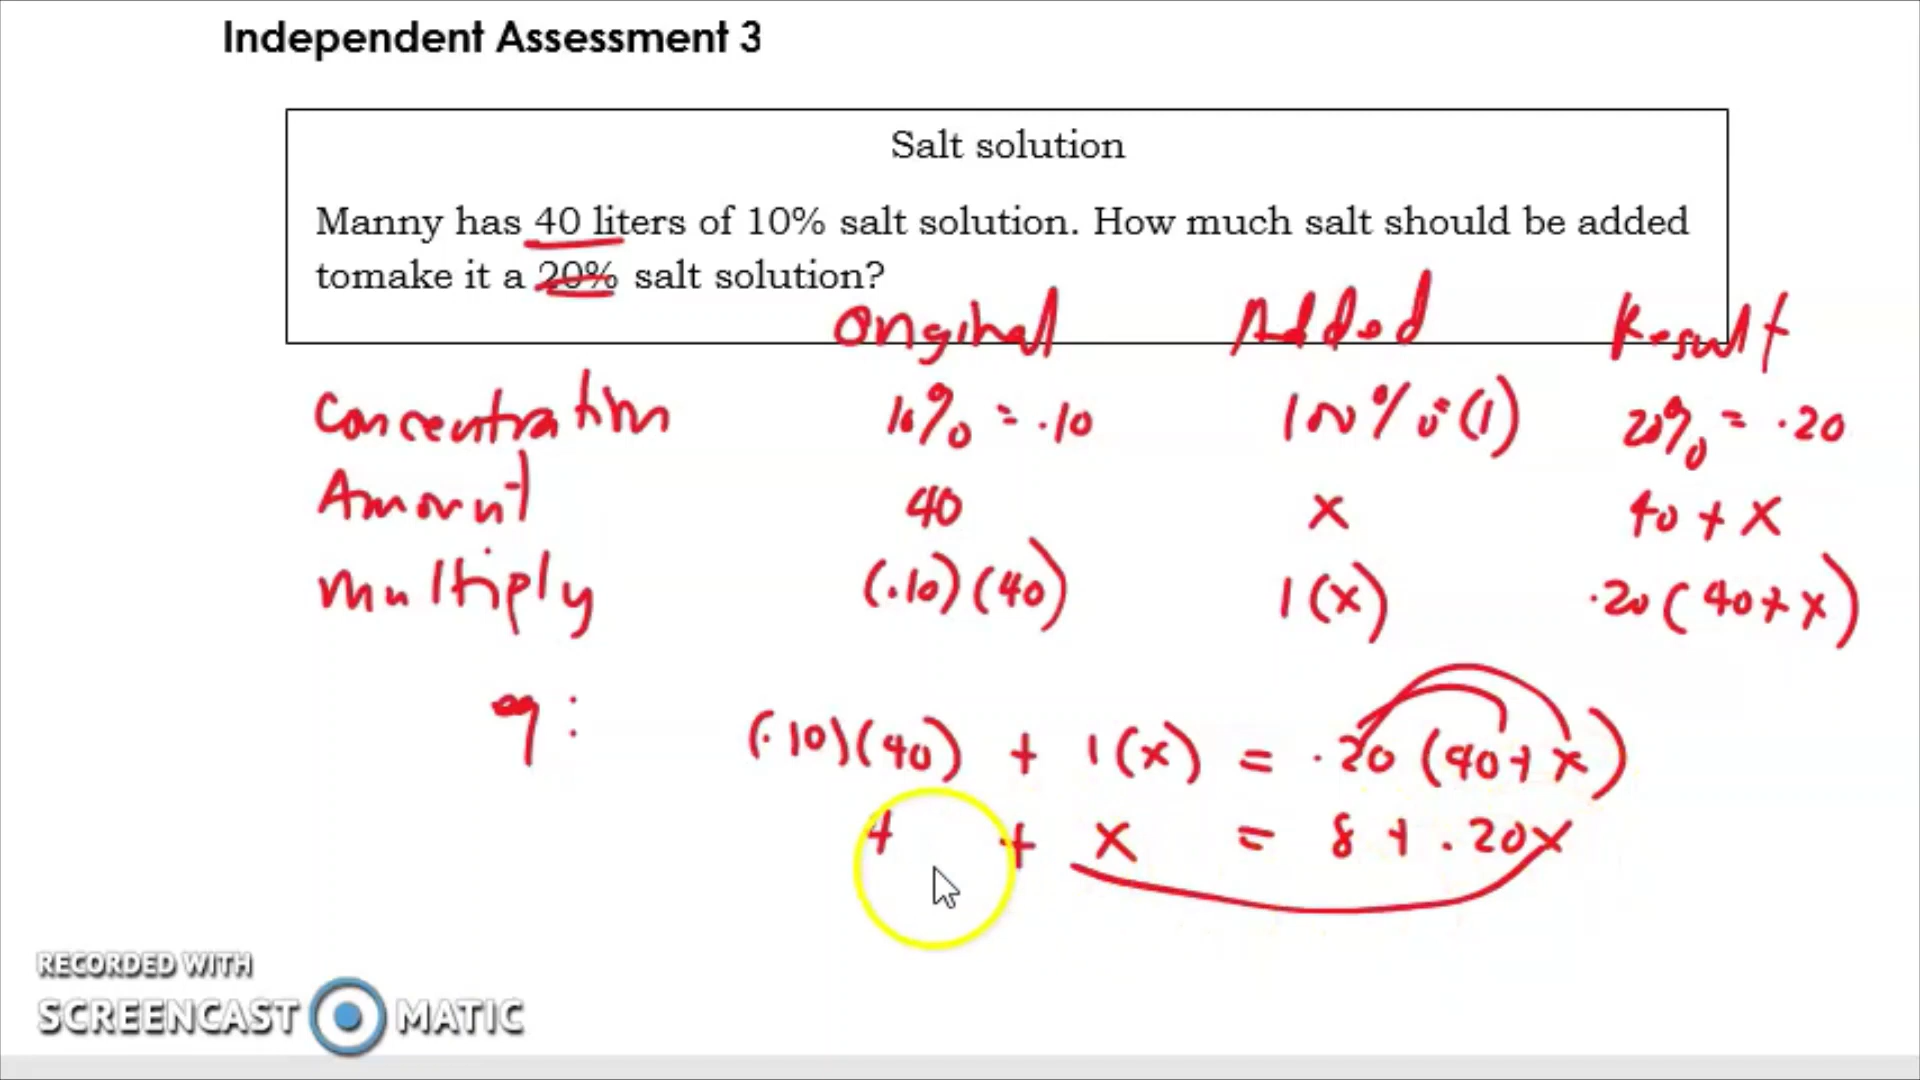 Independent Assessment 3
Salt solution
Manny has 40 liters of 10% salt solution. How much salt should be added
tomake it a 20% salt solution?
Original Added Result
Concentration 10% = .10 100% = (1) 20% = .20
Amount 40 x 40 + x
Multiply (.10)(40) 1(x) .20(40+x)
eq: (.10)(40) + 1(x) = .20(40+x)
4 + x = 8 + .20x
RECORDED WITH
SCREENCAST MATIC